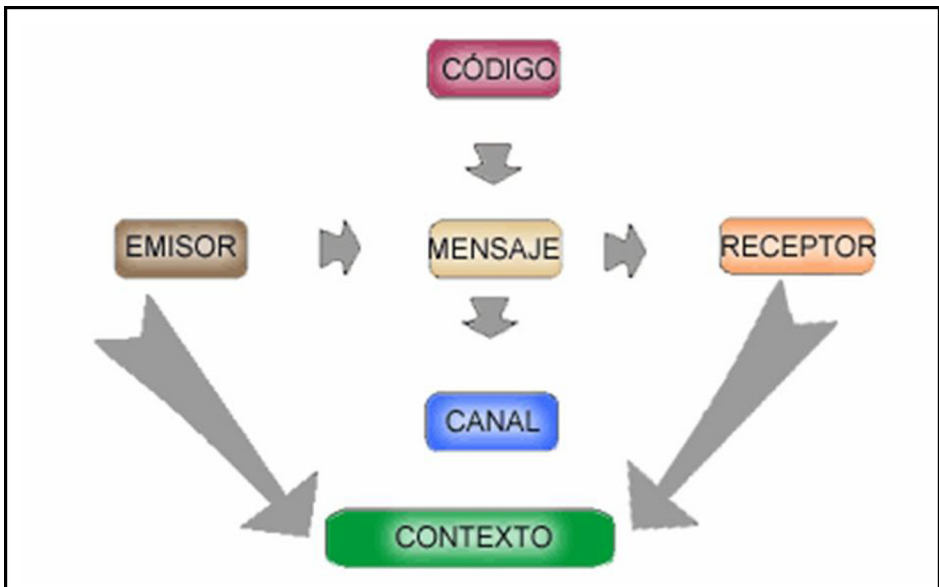 CÓDIGO
EMISOR
MENSAJE
RECEPTOR
CANAL
CONTEXTO